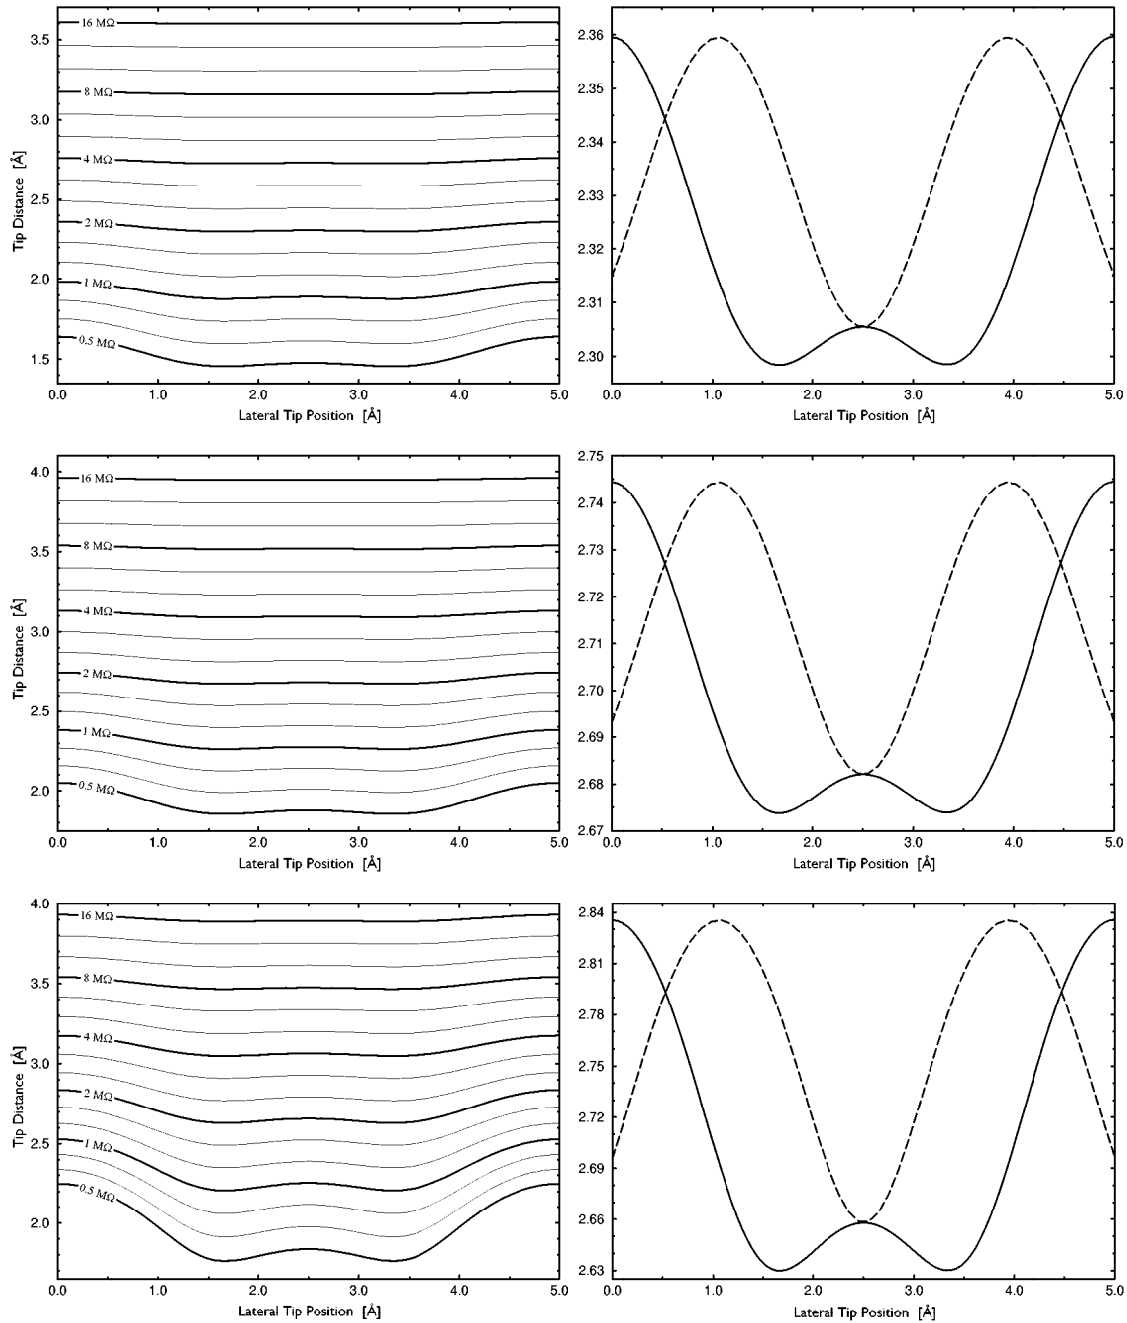 16 MΩ
8 MΩ
4 MΩ
2 MΩ
1 MΩ
0.5 MΩ
3.5
3.0
2.5
2.0
1.5
Tip Distance [Å]
0.0 1.0 2.0 3.0 4.0 5.0
Lateral Tip Position [Å]
2.36
2.35
2.34
2.33
2.32
2.31
2.30
0.0 1.0 2.0 3.0 4.0 5.0
Lateral Tip Position [Å]
16 MΩ
8 MΩ
4 MΩ
2 MΩ
1 MΩ
0.5 MΩ
4.0
3.5
3.0
2.5
2.0
Tip Distance [Å]
0.0 1.0 2.0 3.0 4.0 5.0
Lateral Tip Position [Å]
2.75
2.74
2.73
2.72
2.71
2.70
2.69
2.68
2.67
0.0 1.0 2.0 3.0 4.0 5.0
Lateral Tip Position [Å]
16 MΩ
8 MΩ
4 MΩ
2 MΩ
1 MΩ
0.5 MΩ
4.0
3.5
3.0
2.5
2.0
Tip Distance [Å]
0.0 1.0 2.0 3.0 4.0 5.0
Lateral Tip Position [Å]
2.84
2.81
2.78
2.75
2.72
2.69
2.66
2.63
0.0 1.0 2.0 3.0 4.0 5.0
Lateral Tip Position [Å]